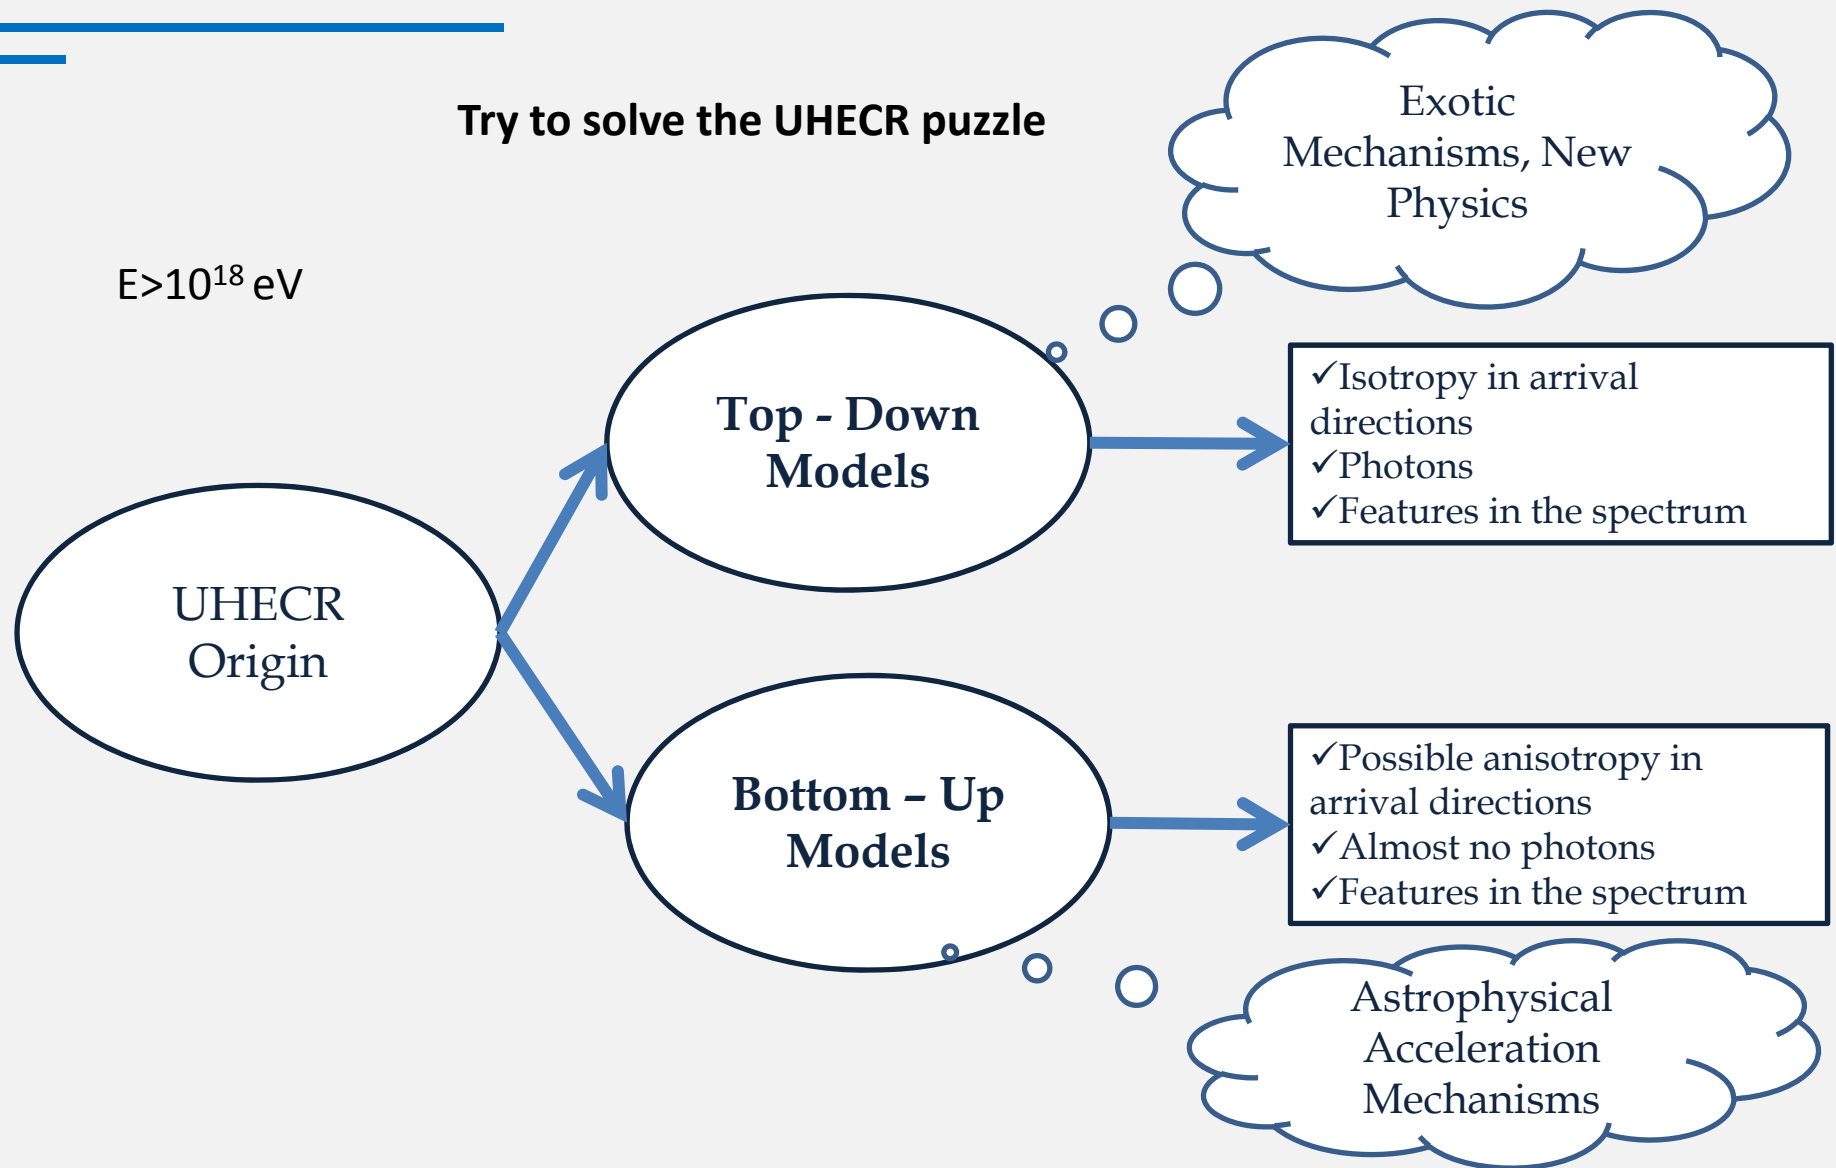 Try to solve the UHECR puzzle
E>10¹⁸ eV
Exotic
Mechanisms, New
Physics
Top - Down
Models
✓Isotropy in arrival
directions
✓Photons
✓Features in the spectrum
UHECR
Origin
Bottom – Up
Models
✓Possible anisotropy in
arrival directions
✓Almost no photons
✓Features in the spectrum
Astrophysical
Acceleration
Mechanisms